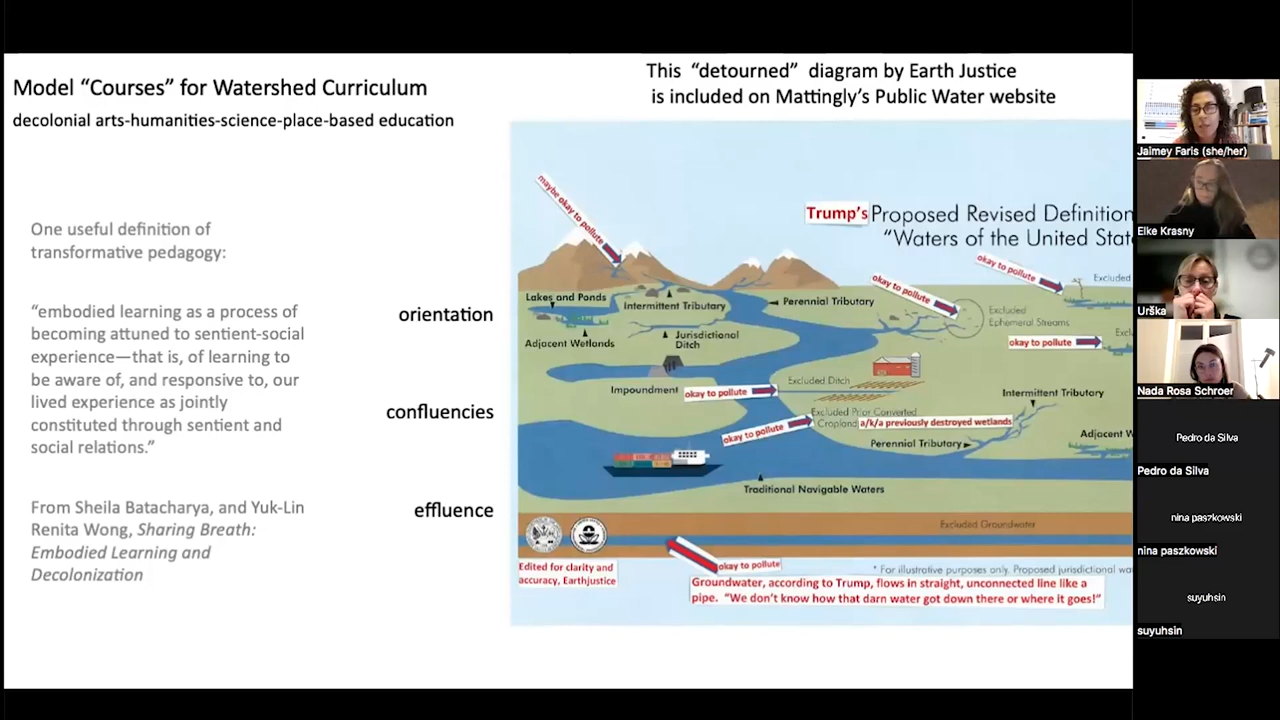 Model “Courses” for Watershed Curriculum
decolonial arts-humanities-science-place-based education
One useful definition of
transformative pedagogy:
“embodied learning as a process of
becoming attuned to sentient-social
experience—that is, of learning to
be aware of, and responsive to, our
lived experience as jointly
constituted through sentient and
social relations.”
From Sheila Batacharya, and Yuk-Lin
Renita Wong, Sharing Breath:
Embodied Learning and
Decolonization
orientation
confluencies
effluence
This “detourned” diagram by Earth Justice
is included on Mattingly’s Public Water website
Trump’s Proposed Revised Definition
“Waters of the United Stat
maybe okay to pollute
okay to pollute
okay to pollute
Excluded
Lakes and Ponds
Intermittent Tributary
Perennial Tributary
Excluded
Ephemeral Streams
Adjacent Wetlands
Jurisdictional
Ditch
okay to pollute
Impoundment
okay to pollute
Excluded Ditch
Intermittent Tributary
okay to pollute
Excluded Prior Converted
Cropland a/k/a previously destroyed wetlands
Perennial Tributary
Adjacent W
Traditional Navigable Waters
Excluded Groundwater
Edited for clarity and
accuracy, Earthjustice
okay to pollute
* For illustrative purposes only. Proposed jurisdictional wa
Groundwater, according to Trump, flows in straight, unconnected line like a
pipe. “We don’t know how that darn water got down there or where it goes!”
Jaimey Faris (she/her)
Elke Krasny
Urška
Nada Rosa Schroer
Pedro da Silva
Pedro da Silva
nina paszkowski
nina paszkowski
suyuhsin
suyuhsin